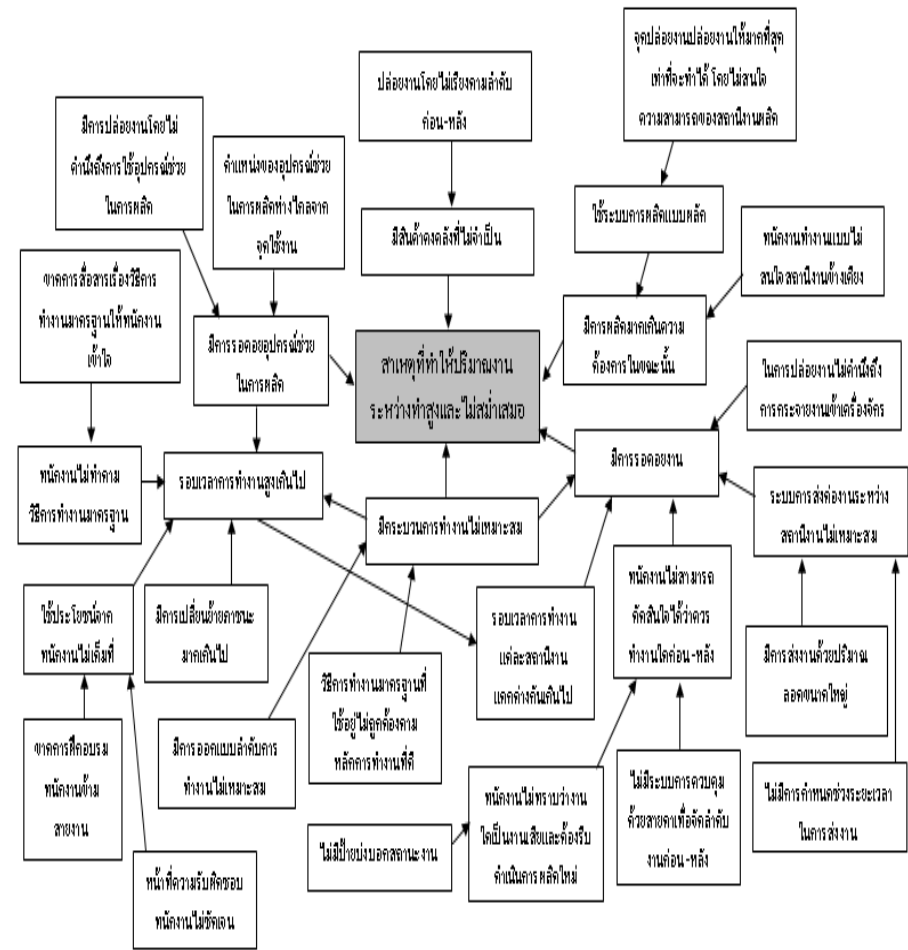 จุดปล่อยงานปล่อยงานให้มากที่สุด
เท่าที่จะทำได้ โดยไม่สนใจ
ความสามารถของสถานีงานผลิต
ปล่อยงานโดยไม่เรียงตามลำดับ
ก่อน-หลัง
มีการปล่อยงานโดยไม่
คำนึงถึงการใช้อุปกรณ์ช่วย
ในการผลิต
ตำแหน่งของอุปกรณ์ช่วย
ในการผลิตห่างไกลจาก
จุดใช้งาน
มีสินค้าคงคลังที่ไม่จำเป็น
ใช้ระบบการผลิตแบบผลัก
พนักงานทำงานแบบไม่
สนใจสถานีงานข้างเคียง
ขาดการสื่อสารเรื่องวิธีการ
ทำงานมาตรฐานให้พนักงาน
เข้าใจ
มีการรอคอยอุปกรณ์ช่วย
ในการผลิต
สาเหตุที่ทำให้ปริมาณงาน
ระหว่างทำสูงและไม่สม่ำเสมอ
มีการผลิตมากเกินความ
ต้องการในขณะนั้น
ในการปล่อยงานไม่คำนึงถึง
การกระจายงานเข้าเครื่องจักร
พนักงานไม่ทำตาม
วิธีการทำงานมาตรฐาน
รอบเวลาการทำงานสูงเกินไป
มีกระบวนการทำงานไม่เหมาะสม
มีการรอคอยงาน
ระบบการส่งต่องานระหว่าง
สถานีงานไม่เหมาะสม
ใช้ประโยชน์จาก
พนักงานไม่เต็มที่
มีการเปลี่ยนย้ายภาชนะ
มากเกินไป
รอบเวลาการทำงาน
แต่ละสถานีงาน
แตกต่างกันเกินไป
พนักงานไม่สามารถ
ตัดสินใจได้ว่าควร
ทำงานใดก่อน -หลัง
มีการส่งงานด้วยปริมาณ
ลอตขนาดใหญ่
ขาดการฝึกอบรม
พนักงานข้าม
สายงาน
มีการออกแบบลำดับการ
ทำงานไม่เหมาะสม
วิธีการทำงานมาตรฐานที่
ใช้อยู่ไม่ถูกต้องตาม
หลักการทำงานที่ดี
ไม่มีป้ายบ่งบอกสถานะงาน
พนักงานไม่ทราบว่างาน
ใดเป็นงานเสียและต้องรีบ
ดำเนินการผลิตใหม่
ไม่มีระบบการควบคุม
ด้วยสายตาเพื่อจัดลำดับ
งานก่อน -หลัง
ไม่มีการกำหนดช่วงระยะเวลา
ในการส่งงาน
หน้าที่ความรับผิดชอบ
พนักงานไม่ชัดเจน